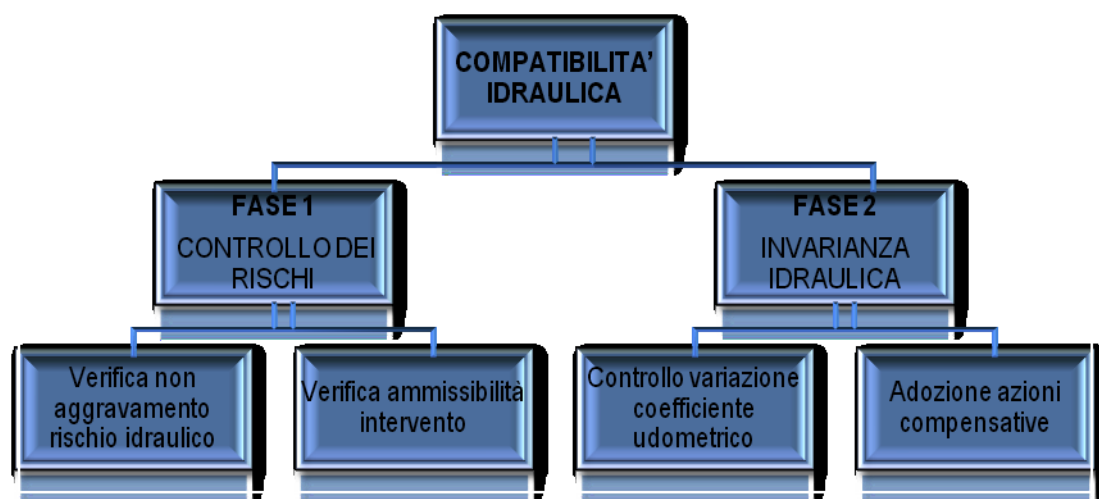 COMPATIBILITA'
IDRAULICA
FASE 1
CONTROLLO DEI
RISCHI
FASE 2
INVARIANZA
IDRAULICA
Verifica non
aggravamento
rischio idraulico
Verifica ammissibilità
intervento
Controllo variazione
coefficiente
udometrico
Adozione azioni
compensative